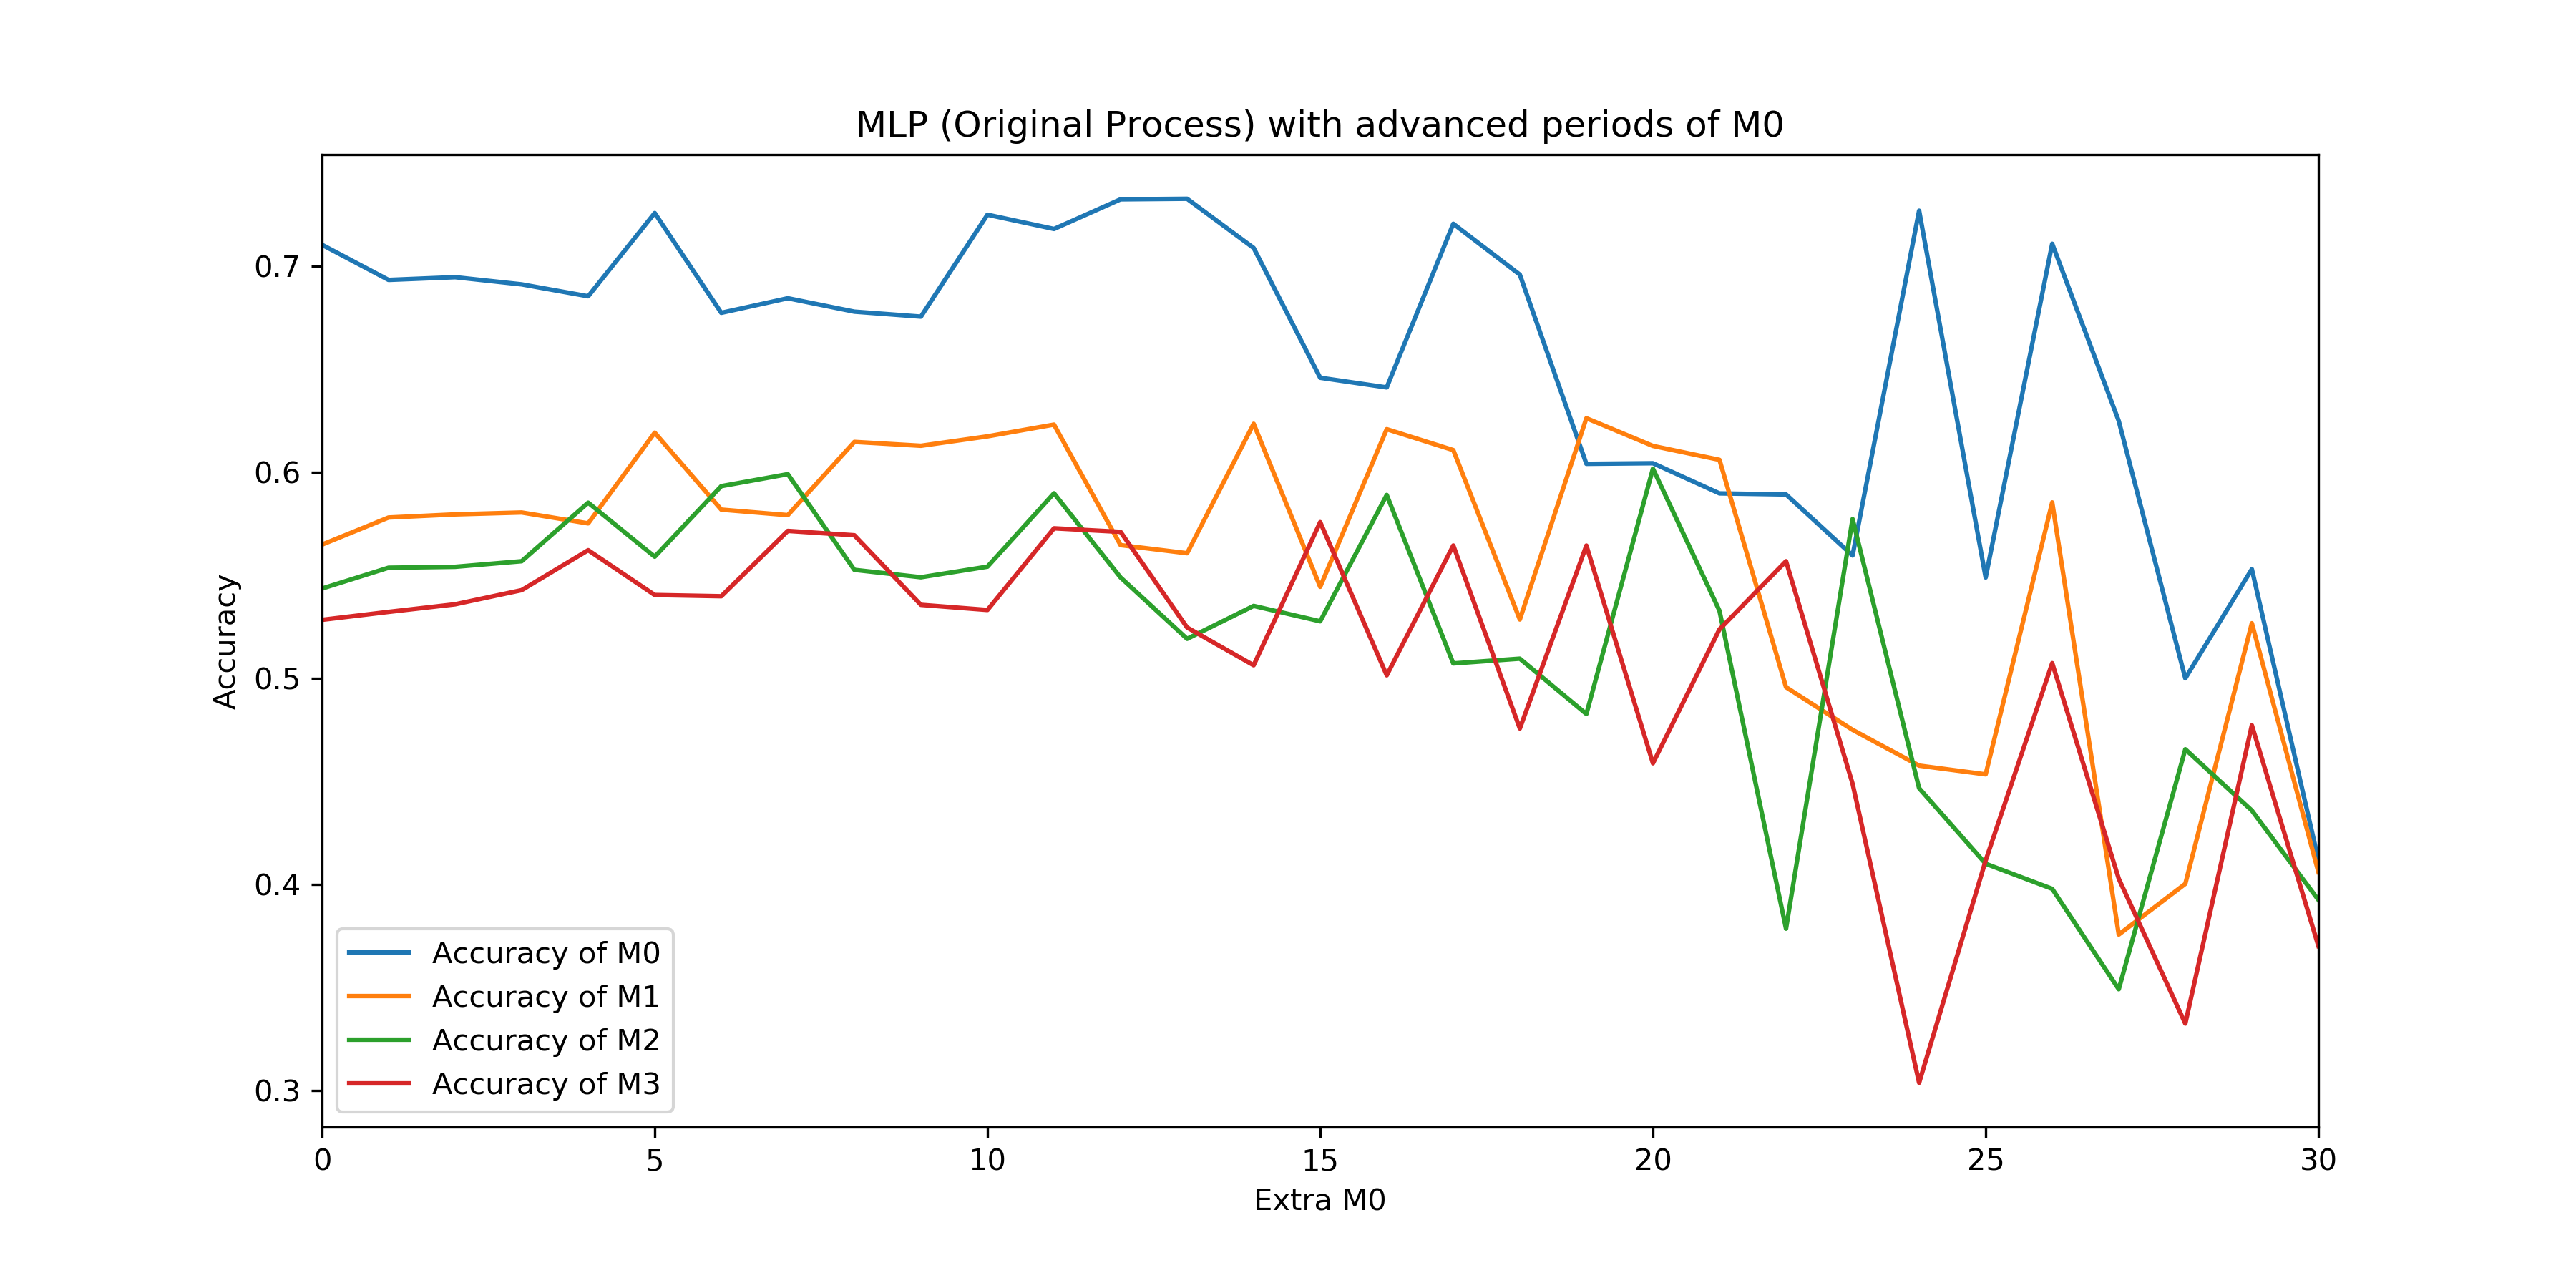 MLP (Original Process) with advanced periods of M0
Accuracy
0.7
0.6
0.5
0.4
0.3
Accuracy of M0
Accuracy of M1
Accuracy of M2
Accuracy of M3
0 5 10 15 20 25 30
Extra M0